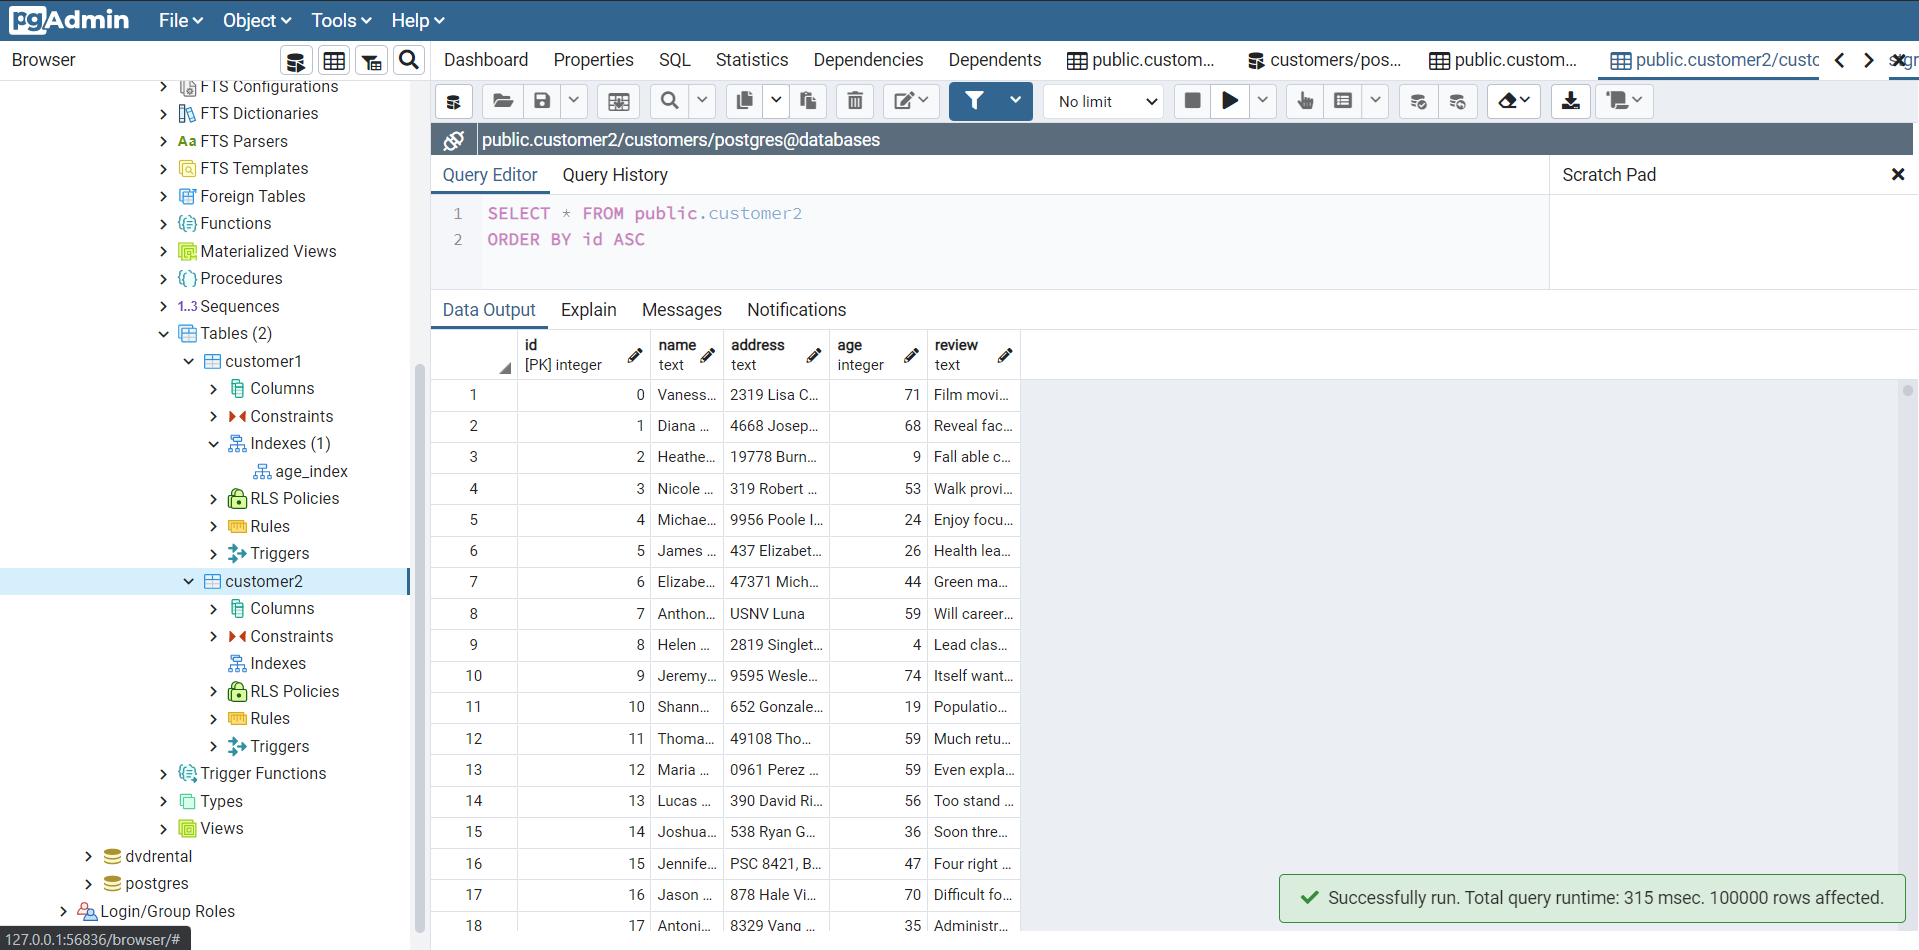 pgAdmin File Object Tools Help
Browser
FTS Configurations
FTS Dictionaries
Aa FTS Parsers
FTS Templates
Foreign Tables
Functions
Materialized Views
Procedures
1..3 Sequences
Tables (2)
customer1
Columns
Constraints
Indexes (1)
age_index
RLS Policies
Rules
Triggers
customer2
Columns
Constraints
Indexes
RLS Policies
Rules
Triggers
Trigger Functions
Types
Views
dvdrental
postgres
Login/Group Roles
127.0.0.1:56836/browser/#
Dashboard Properties SQL Statistics Dependencies Dependents public.custom... customers/pos... public.custom... public.customer2/custo
No limit
public.customer2/customers/postgres@databases
Query Editor Query History
Scratch Pad
1 SELECT * FROM public.customer2
2 ORDER BY id ASC
Data Output Explain Messages Notifications
id name address age review
[PK] integer text text integer text
1 0 Vaness... 2319 Lisa C... 71 Film movi...
2 1 Diana ... 4668 Josep... 68 Reveal fac...
3 2 Heathe... 19778 Burn... 9 Fall able c...
4 3 Nicole ... 319 Robert ... 53 Walk provi...
5 4 Michae... 9956 Poole I... 24 Enjoy focu...
6 5 James ... 437 Elizabet... 26 Health lea...
7 6 Elizabe... 47371 Mich... 44 Green ma...
8 7 Anthon... USNV Luna 59 Will career...
9 8 Helen ... 2819 Singlet... 4 Lead clas...
10 9 Jeremy... 9595 Wesle... 74 Itself want...
11 10 Shann... 652 Gonzale... 19 Populatio...
12 11 Thoma... 49108 Tho... 59 Much retu...
13 12 Maria ... 0961 Perez ... 59 Even expla...
14 13 Lucas ... 390 David Ri... 56 Too stand ...
15 14 Joshua... 538 Ryan G... 36 Soon thre...
16 15 Jennife... PSC 8421, B... 47 Four right ...
17 16 Jason ... 878 Hale Vi... 70 Difficult fo...
18 17 Antoni... 8329 Vang ... 35 Administr...
Successfully run. Total query runtime: 315 msec. 100000 rows affected.